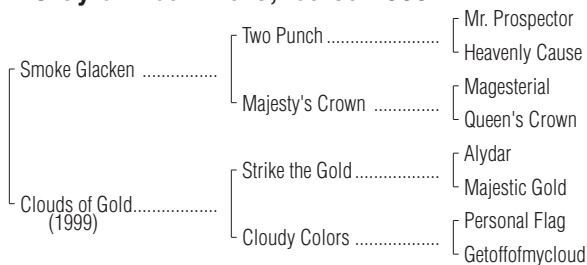 Two Punch
Mr. Prospector
Heavenly Cause
Smoke Glacken
Majesty's Crown
Magesterial
Queen's Crown
Strike the Gold
Alydar
Majestic Gold
Clouds of Gold
(1999)
Cloudy Colors
Personal Flag
Getoffofmycloud